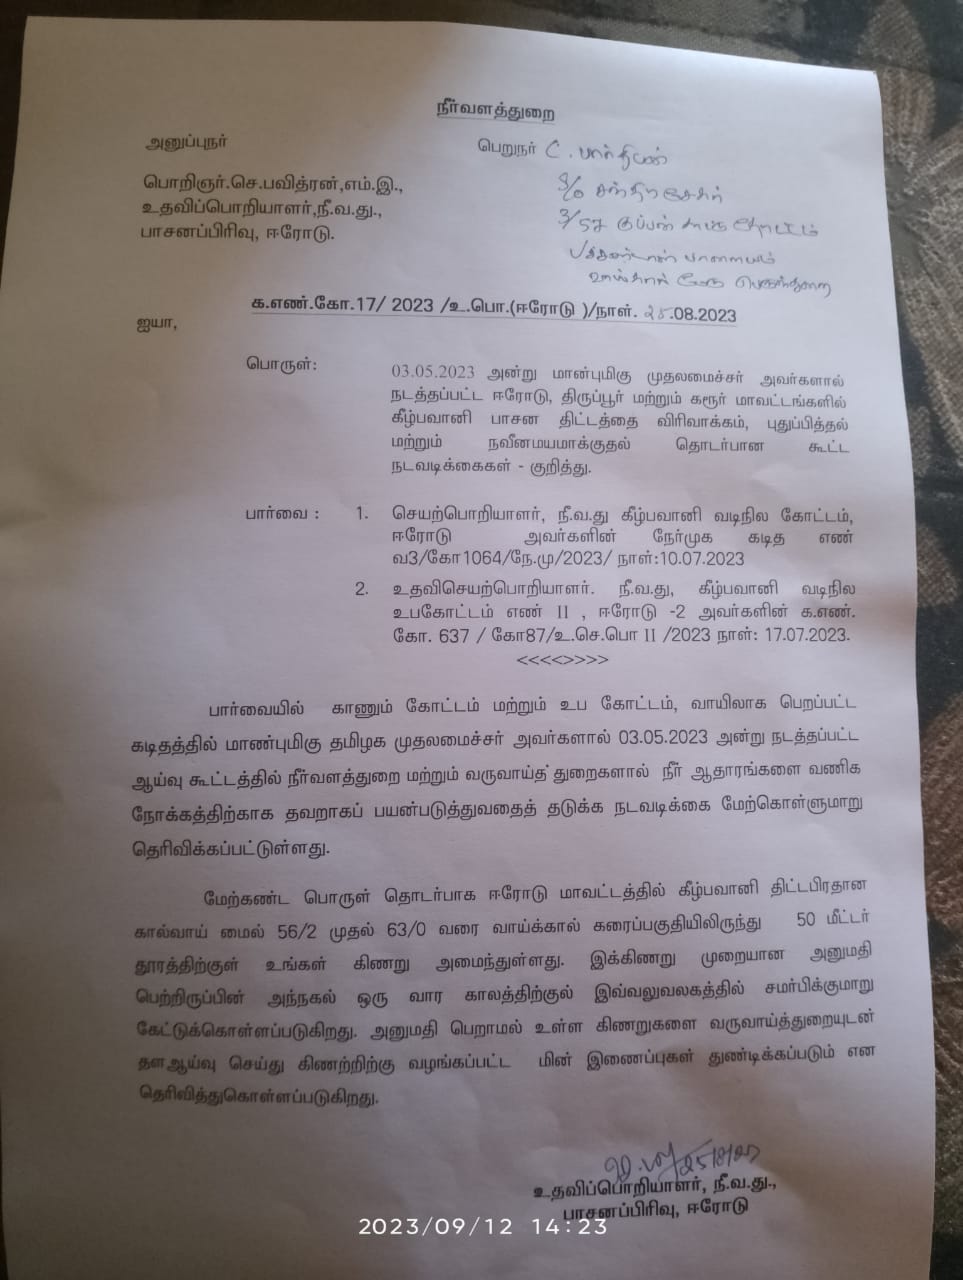 நீர்வளத்துறை
அனுப்புநர்
பொறிஞர்.செ.பவித்ரன்,எம்.இ.,
உதவிப்பொறியாளர்,நீ.வ.து.,
பாசனப்பிரிவு, ஈரோடு.
பெறுநர் C. பார்த்திபன்
S/o சந்திரசேகர்
3/57 குப்பன் காடு தோட்டம்
பாளையம்
பெருந்துறை
க.எண்.கோ.17/ 2023 /உ.பொ.(ஈரோடு )/நாள். 25.08.2023
ஐயா,
பொருள்:
03.05.2023 அன்று மான்புமிகு முதலமைச்சர் அவர்களால்
நடத்தப்பட்ட ஈரோடு, திருப்பூர் மற்றும் கரூர் மாவட்டங்களில்
கீழ்பவானி பாசன திட்டத்தை விரிவாக்கம், புதுப்பித்தல்
மற்றும் நவீனமயமாக்குதல் தொடர்பான கூட்ட
நடவடிக்கைகள் - குறித்து.
பார்வை : 1. செயற்பொறியாளர், நீ.வ.து கீழ்பவானி வடிநில கோட்டம்,
ஈரோடு அவர்களின் நேர்முக கடித எண்
வ3/கோ1064/நே.மு/2023/ நாள்:10.07.2023
2. உதவிசெயற்பொறியாளர். நீ.வ.து, கீழ்பவானி வடிநில
உபகோட்டம் எண் II , ஈரோடு -2 அவர்களின் க.எண்.
கோ. 637 / கோ87/உ.செ.பொ II /2023 நாள்: 17.07.2023.
<<<<>>>>
பார்வையில் காணும் கோட்டம் மற்றும் உப கோட்டம், வாயிலாக பெறப்பட்ட
கடிதத்தில் மாண்புமிகு தமிழக முதலமைச்சர் அவர்களால் 03.05.2023 அன்று நடத்தப்பட்ட
ஆய்வு கூட்டத்தில் நீர்வளத்துறை மற்றும் வருவாய்த் துறைகளால் நீர் ஆதாரங்களை வணிக
நோக்கத்திற்காக தவறாகப் பயன்படுத்துவதைத் தடுக்க நடவடிக்கை மேற்கொள்ளுமாறு
தெரிவிக்கப்பட்டுள்ளது.
மேற்கண்ட பொருள் தொடர்பாக ஈரோடு மாவட்டத்தில் கீழ்பவானி திட்டபிரதான
கால்வாய் மைல் 56/2 முதல் 63/0 வரை வாய்க்கால் கரைப்பகுதியிலிருந்து 50 மீட்டர்
தூரத்திற்குள் உங்கள் கிணறு அமைந்துள்ளது. இக்கிணறு முறையான அனுமதி
பெற்றிருப்பின் அந்நகல் ஒரு வார காலத்திற்குல் இவ்வலுவலகத்தில் சமர்பிக்குமாறு
கேட்டுக்கொள்ளப்படுகிறது. அனுமதி பெறாமல் உள்ள கிணறுகளை வருவாய்த்துறையுடன்
தளஆய்வு செய்து கிணற்றிற்கு வழங்கப்பட்ட மின் இணைப்புகள் துண்டிக்கப்படும் என
தெரிவித்துகொள்ளப்படுகிறது.
உதவிப்பொறியாளர், நீ.வ.து.,
பாசனப்பிரிவு, ஈரோடு
2023/09/12 14:23